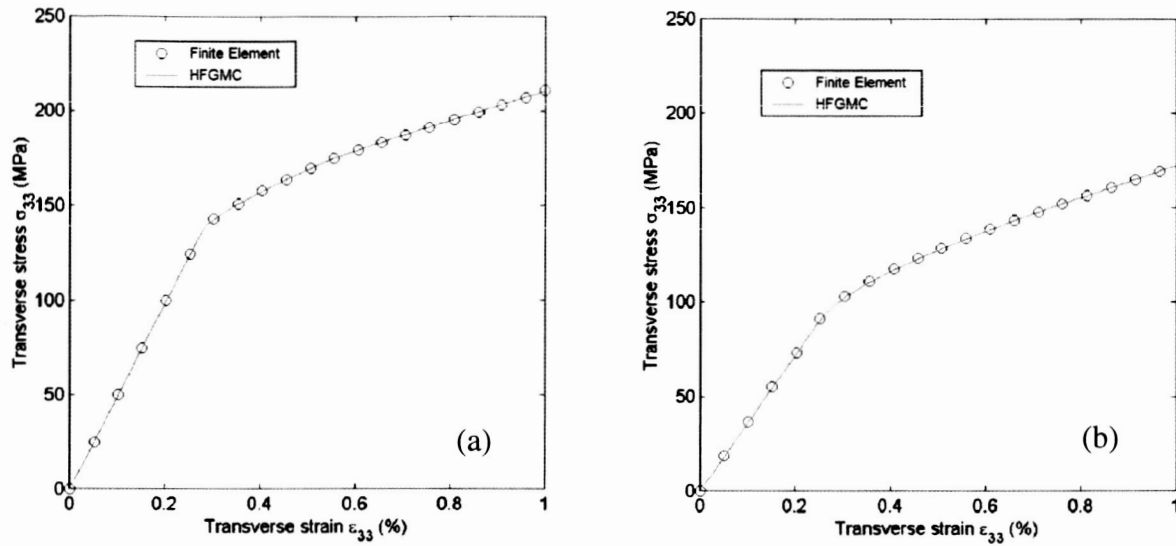 250
200
150
100
50
0
Transverse stress σ33 (MPa)
Finite Element
HFGMC
(a)
0 0.2 0.4 0.6 0.8 1
Transverse strain ε33 (%)
250
200
150
100
50
0
Transverse stress σ33 (MPa)
Finite Element
HFGMC
(b)
0 0.2 0.4 0.6 0.8 1
Transverse strain ε33 (%)